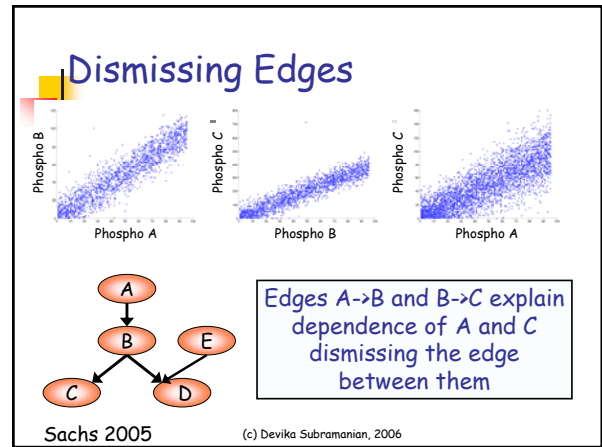 Dismissing Edges
Phospho B
Phospho A
Phospho C
Phospho B
Phospho C
Phospho A
A
B
E
C
D
Edges A->B and B->C explain
dependence of A and C
dismissing the edge
between them
Sachs 2005
(c) Devika Subramanian, 2006